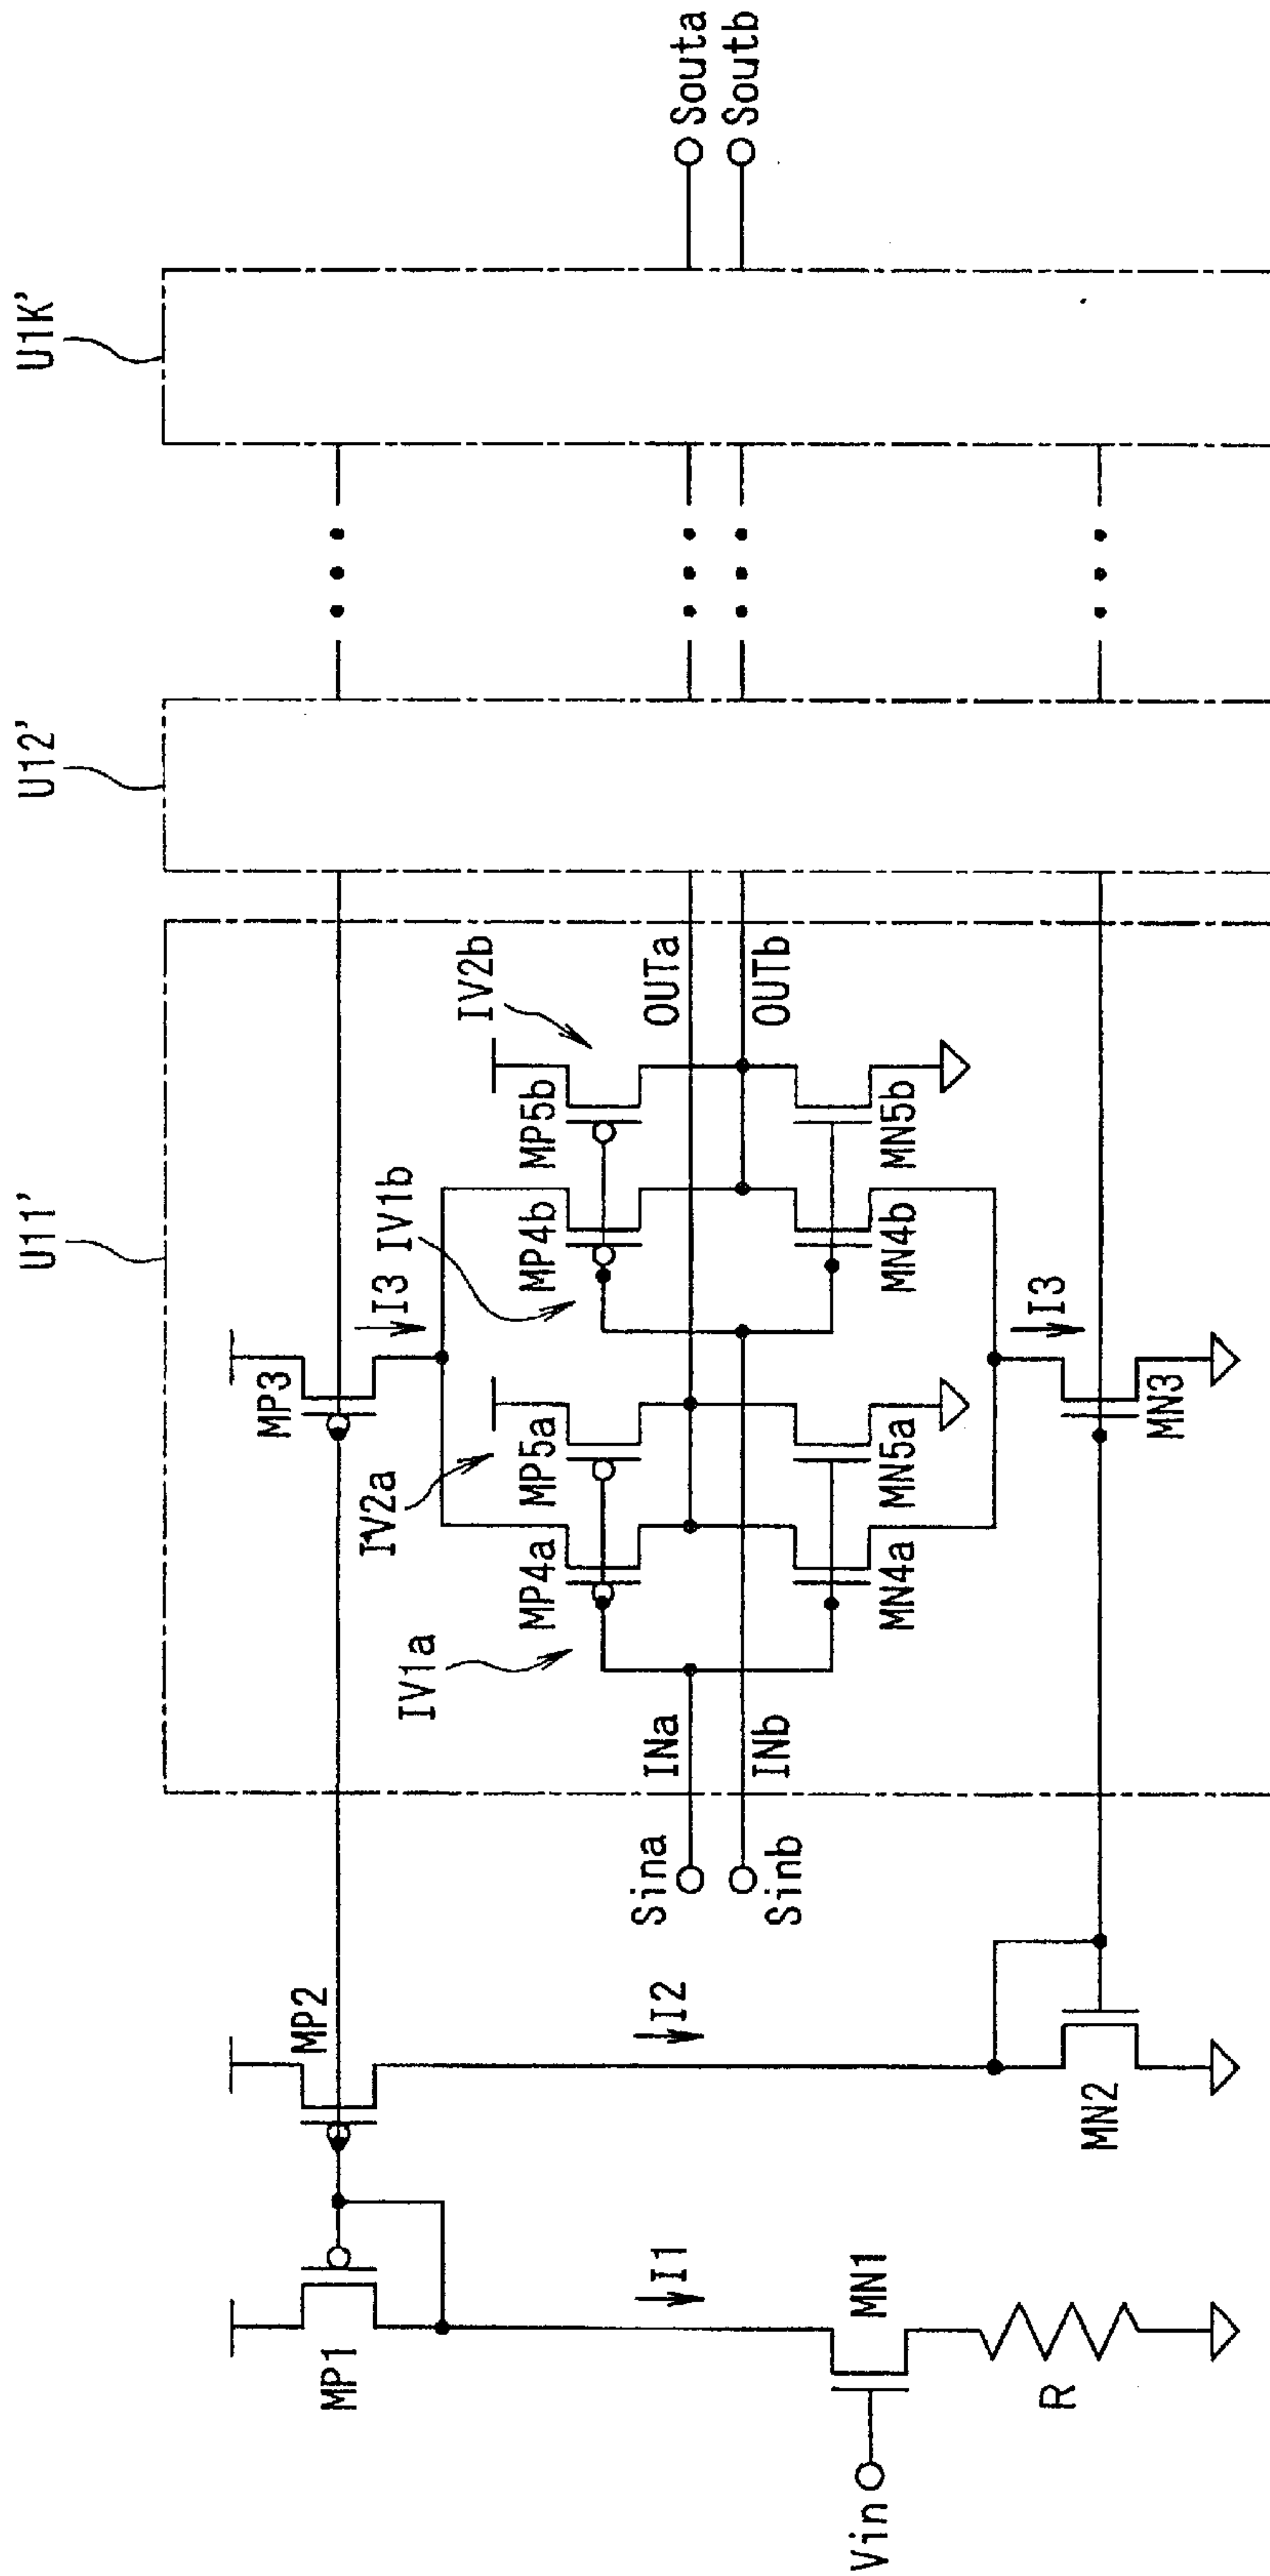 U11'
U12'
U1K'
MP1
MP2
MP3
I1
I2
I3
IV1a
IV2a
IV1b
IV2b
MP4a
MP5a
MP4b
MP5b
Sina
INa
OUTa
Souta
Sinb
INb
OUTb
Soutb
MN4a
MN5a
MN4b
MN5b
Vin
MN1
R
MN2
MN3
I3